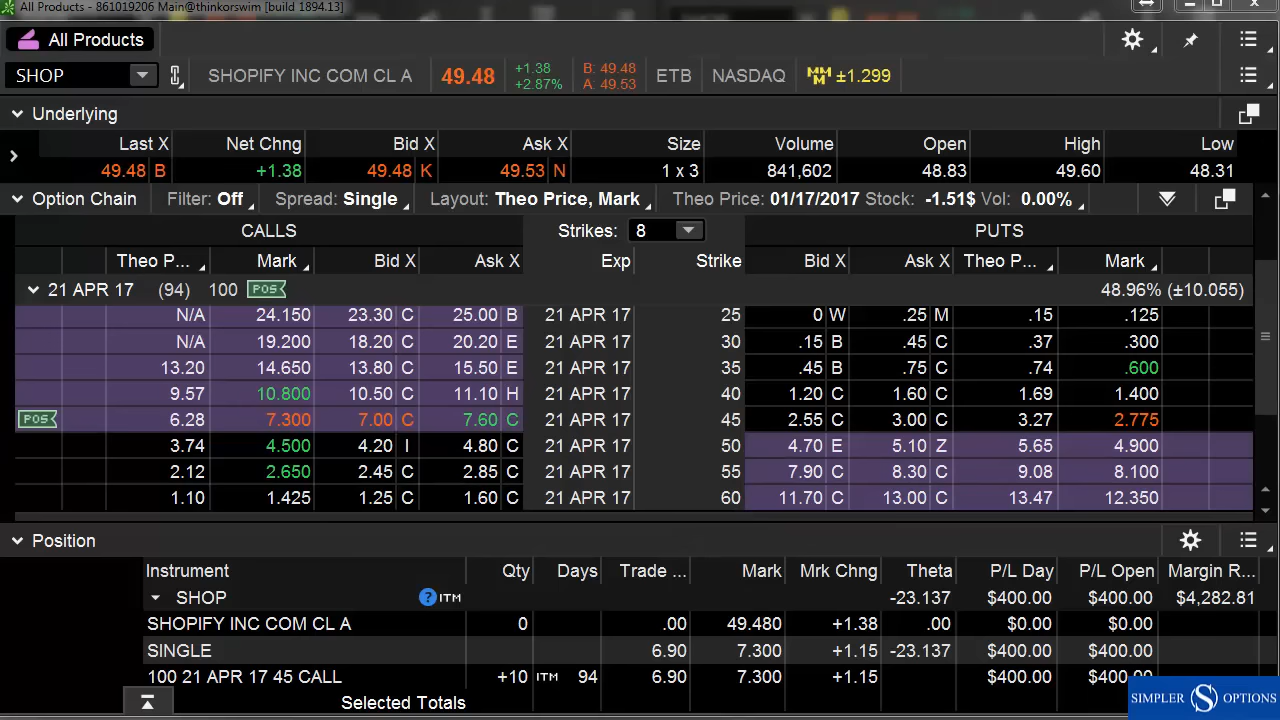 All Products - 861019206 Main@thinkorswim [build 1894.13]
All Products
SHOP SHOPIFY INC COM CL A 49.48 +1.38 +2.87% B: 49.48 A: 49.53 ETB NASDAQ MMM ±1.299
Underlying
Last X Net Chng Bid X Ask X Size Volume Open High Low
49.48 B +1.38 49.48 K 49.53 N 1 x 3 841,602 48.83 49.60 48.31
Option Chain Filter: Off Spread: Single Layout: Theo Price, Mark Theo Price: 01/17/2017 Stock: -1.51$ Vol: 0.00%
CALLS Strikes: 8 PUTS
Theo P... Mark Bid X Ask X Exp Strike Bid X Ask X Theo P... Mark
21 APR 17 (94) 100 POS 48.96% (±10.055)
N/A 24.150 23.30 C 25.00 B 21 APR 17 25 0 W .25 M .15 .125
N/A 19.200 18.20 C 20.20 E 21 APR 17 30 .15 B .45 C .37 .300
13.20 14.650 13.80 C 15.50 E 21 APR 17 35 .45 B .75 C .74 .600
9.57 10.800 10.50 C 11.10 H 21 APR 17 40 1.20 C 1.60 C 1.69 1.400
POS 6.28 7.300 7.00 C 7.60 C 21 APR 17 45 2.55 C 3.00 C 3.27 2.775
3.74 4.500 4.20 I 4.80 C 21 APR 17 50 4.70 E 5.10 Z 5.65 4.900
2.12 2.650 2.45 C 2.85 C 21 APR 17 55 7.90 C 8.30 C 9.08 8.100
1.10 1.425 1.25 C 1.60 C 21 APR 17 60 11.70 C 13.00 C 13.47 12.350
Position
Instrument Qty Days Trade ... Mark Mrk Chng Theta P/L Day P/L Open Margin R...
SHOP ? ITM -23.137 $400.00 $400.00 $4,282.81
SHOPIFY INC COM CL A 0 .00 49.480 +1.38 .00 $0.00 $0.00
SINGLE 6.90 7.300 +1.15 -23.137 $400.00 $400.00
100 21 APR 17 45 CALL +10 ITM 94 6.90 7.300 +1.15 $400.00 $400.00
Selected Totals
SIMPLER S OPTIONS